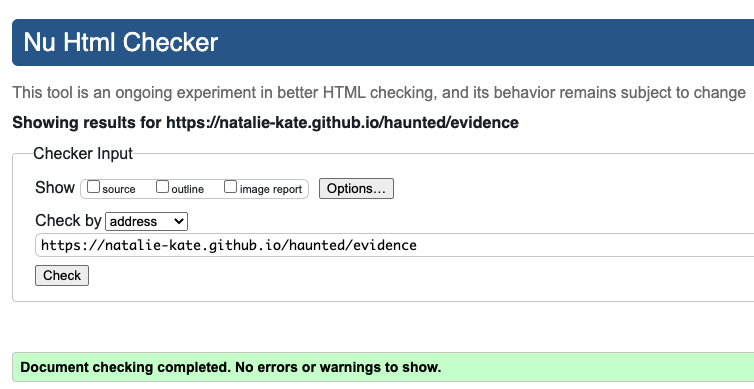 Nu Html Checker
This tool is an ongoing experiment in better HTML checking, and its behavior remains subject to change
Showing results for https://natalie-kate.github.io/haunted/evidence
Checker Input
Show source outline image report Options...
Check by address
https://natalie-kate.github.io/haunted/evidence
Check
Document checking completed. No errors or warnings to show.